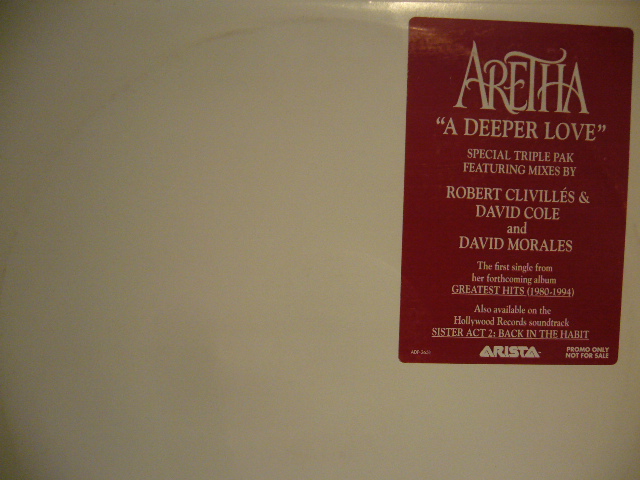 ARETHA
“A DEEPER LOVE”
SPECIAL TRIPLE PAK
FEATURING MIXES BY
ROBERT CLIVILLÉS &
DAVID COLE
and
DAVID MORALES
The first single from
her forthcoming album
GREATEST HITS (1980-1994)
Also available on the
Hollywood Records soundtrack
SISTER ACT 2: BACK IN THE HABIT
ARISTA
PROMO ONLY
NOT FOR SALE